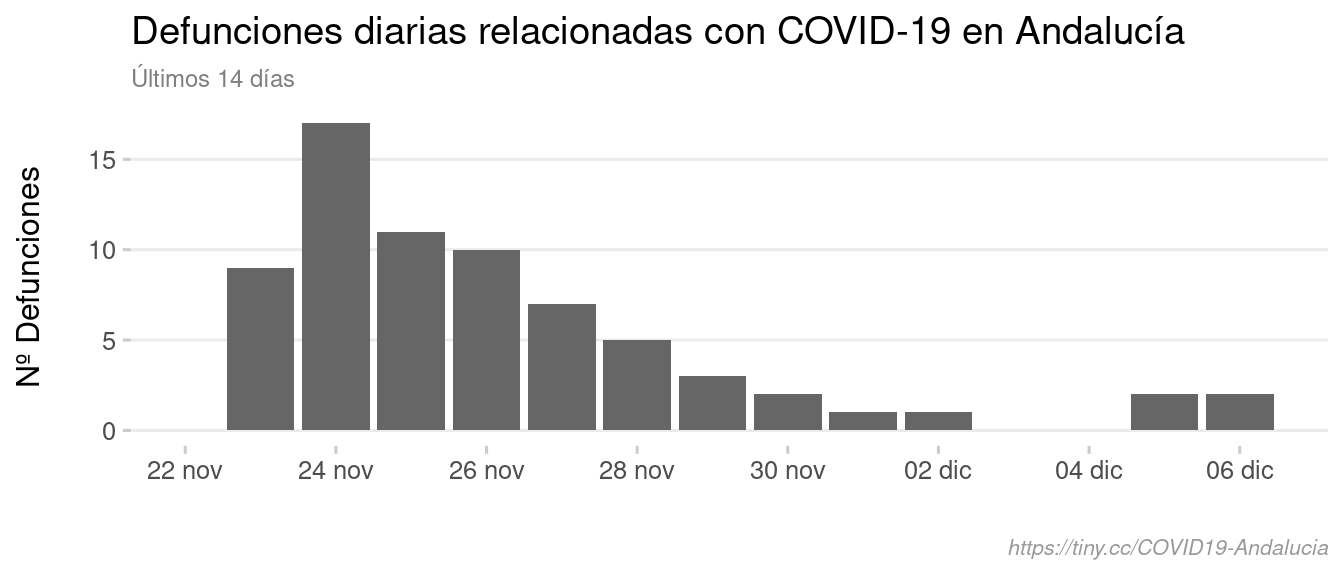 Defunciones diarias relacionadas con COVID-19 en Andalucía
Últimos 14 días
Nº Defunciones
15
10
5
0
22 nov 24 nov 26 nov 28 nov 30 nov 02 dic 04 dic 06 dic
https://tiny.cc/COVID19-Andalucia